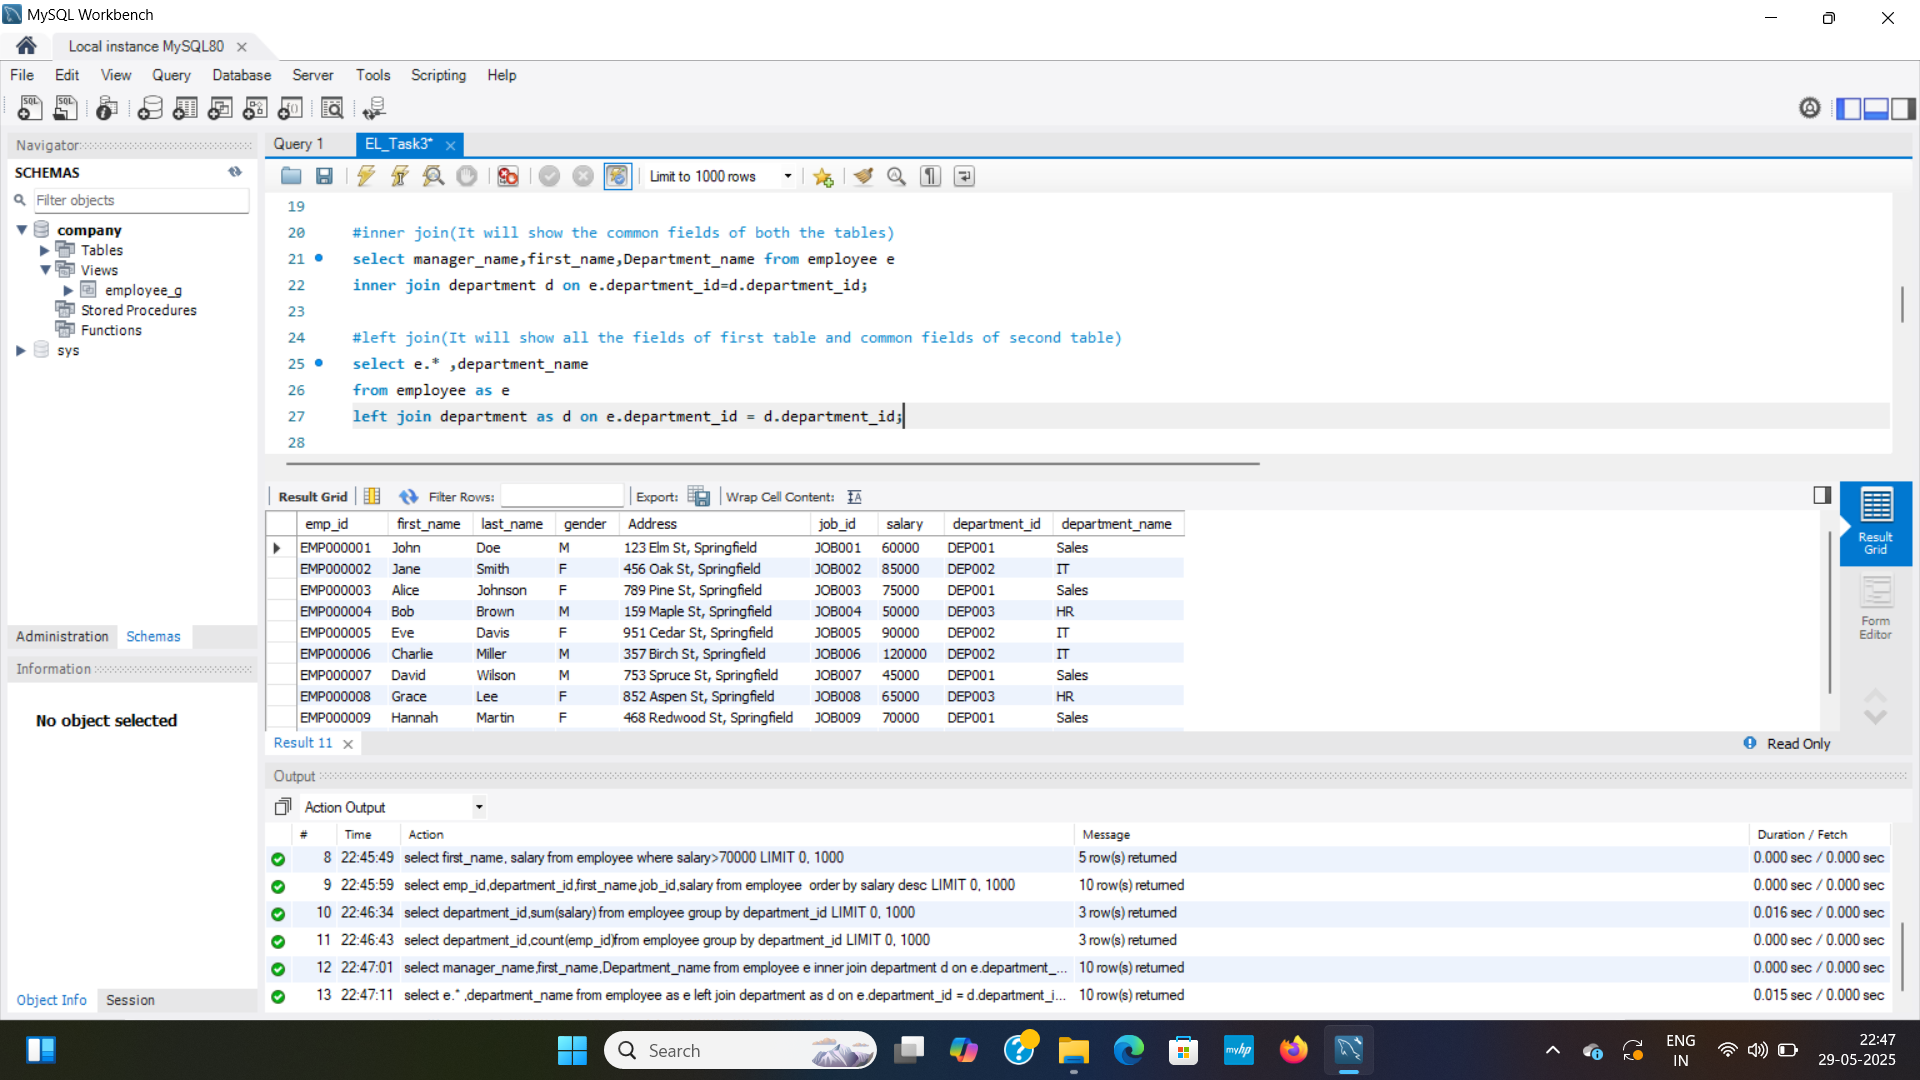 MySQL Workbench
Local instance MySQL80
File Edit View Query Database Server Tools Scripting Help
Navigator
SCHEMAS
Filter objects
company
Tables
Views
employee_g
Stored Procedures
Functions
sys
Administration Schemas
Information
No object selected
Object Info Session
Query 1 EL_Task3*
Limit to 1000 rows
19
20 #inner join(It will show the common fields of both the tables)
21 select manager_name,first_name,Department_name from employee e
22 inner join department d on e.department_id=d.department_id;
23
24 #left join(It will show all the fields of first table and common fields of second table)
25 select e.* ,department_name
26 from employee as e
27 left join department as d on e.department_id = d.department_id;
28
Result Grid Filter Rows: Export: Wrap Cell Content:
emp_id first_name last_name gender Address job_id salary department_id department_name
EMP000001 John Doe M 123 Elm St, Springfield JOB001 60000 DEP001 Sales
EMP000002 Jane Smith F 456 Oak St, Springfield JOB002 85000 DEP002 IT
EMP000003 Alice Johnson F 789 Pine St, Springfield JOB003 75000 DEP001 Sales
EMP000004 Bob Brown M 159 Maple St, Springfield JOB004 50000 DEP003 HR
EMP000005 Eve Davis F 951 Cedar St, Springfield JOB005 90000 DEP002 IT
EMP000006 Charlie Miller M 357 Birch St, Springfield JOB006 120000 DEP002 IT
EMP000007 David Wilson M 753 Spruce St, Springfield JOB007 45000 DEP001 Sales
EMP000008 Grace Lee F 852 Aspen St, Springfield JOB008 65000 DEP003 HR
EMP000009 Hannah Martin F 468 Redwood St, Springfield JOB009 70000 DEP001 Sales
Result Grid
Form Editor
Result 11
Read Only
Output
Action Output
# Time Action Message Duration / Fetch
8 22:45:49 select first_name, salary from employee where salary>70000 LIMIT 0, 1000 5 row(s) returned 0.000 sec / 0.000 sec
9 22:45:59 select emp_id,department_id,first_name,job_id,salary from employee order by salary desc LIMIT 0, 1000 10 row(s) returned 0.000 sec / 0.000 sec
10 22:46:34 select department_id,sum(salary) from employee group by department_id LIMIT 0, 1000 3 row(s) returned 0.016 sec / 0.000 sec
11 22:46:43 select department_id,count(emp_id)from employee group by department_id LIMIT 0, 1000 3 row(s) returned 0.000 sec / 0.000 sec
12 22:47:01 select manager_name,first_name,Department_name from employee e inner join department d on e.department_... 10 row(s) returned 0.000 sec / 0.000 sec
13 22:47:11 select e.* ,department_name from employee as e left join department as d on e.department_id = d.department_i... 10 row(s) returned 0.015 sec / 0.000 sec
Search
myhp
ENG
IN
22:47
29-05-2025